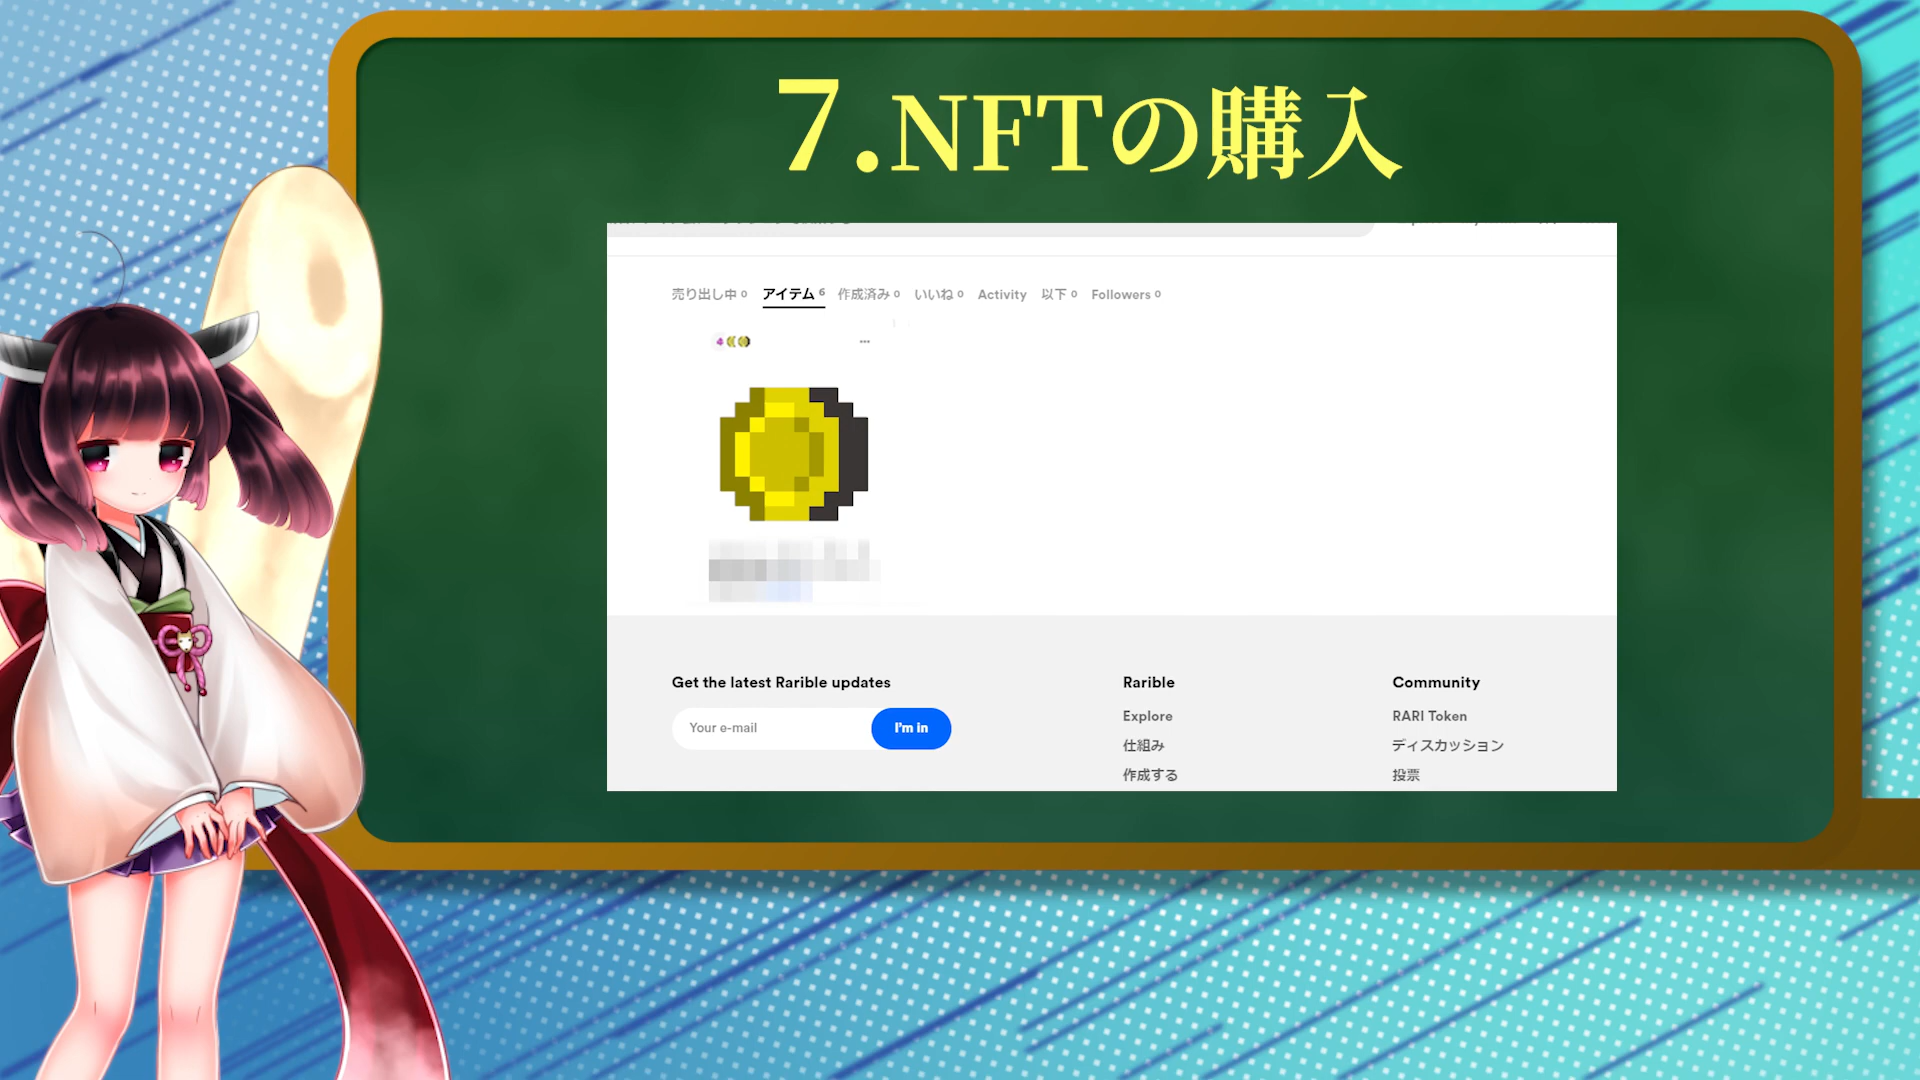 7.NFTの購入
売り出し中 0 アイテム 6 作成済み 0 いいね 0 Activity 以下 0 Followers 0
Get the latest Rarible updates
Your e-mail
I'm in
Rarible
Explore
仕組み
作成する
Community
RARI Token
ディスカッション
投票